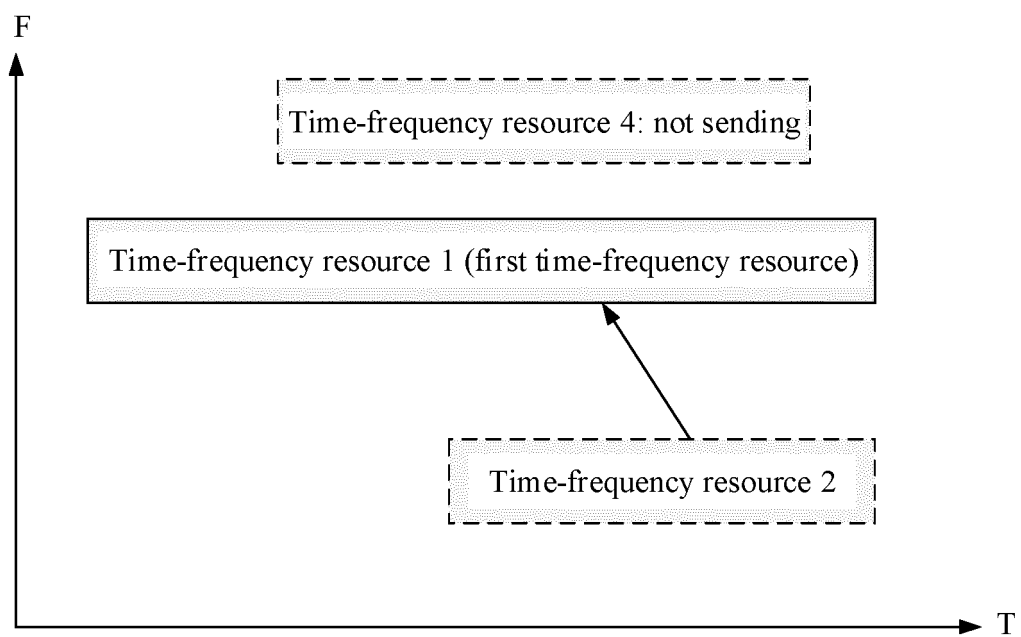 F
Time-frequency resource 4: not sending
Time-frequency resource 1 (first time-frequency resource)
Time-frequency resource 2
T